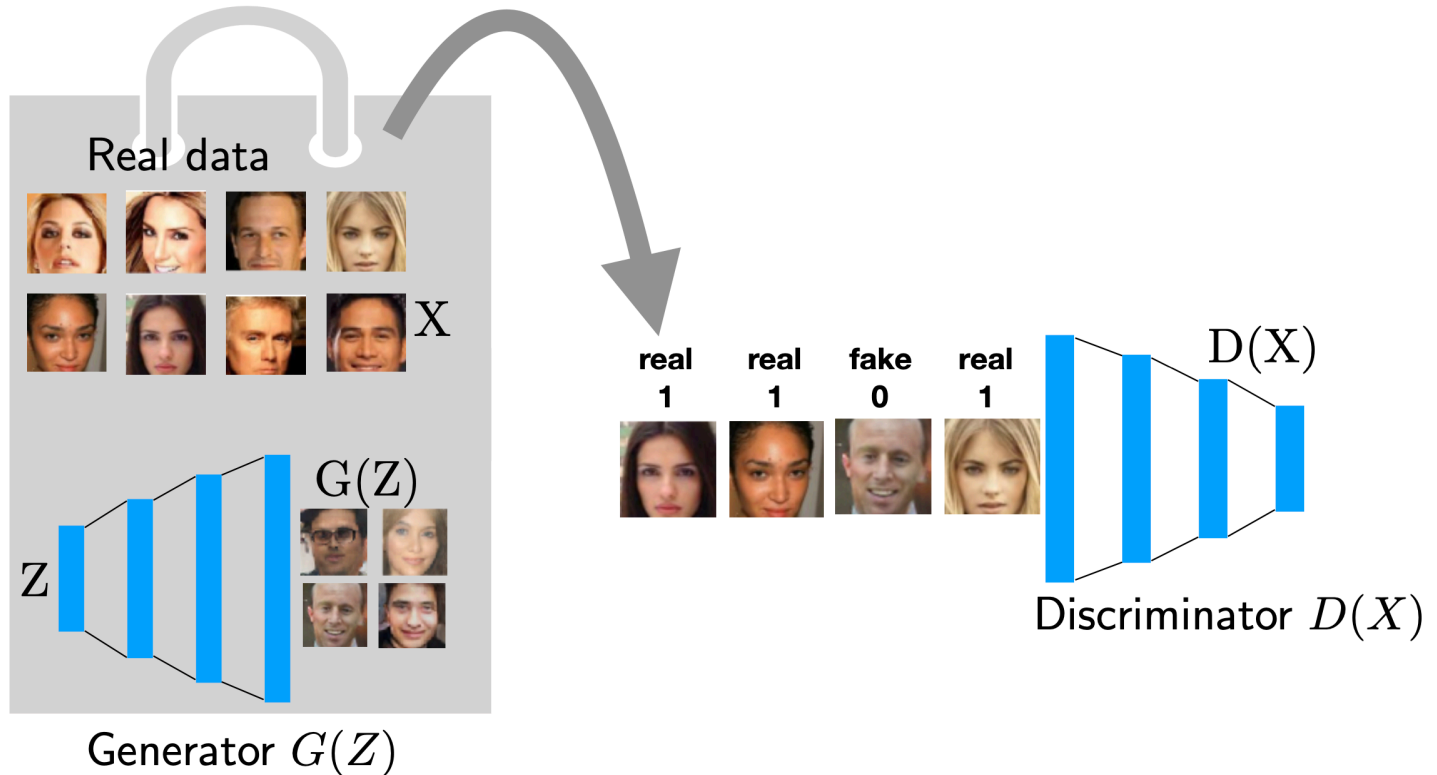 Real data
X
G(Z)
Z
Generator G(Z)
real real fake real
1 1 0 1
D(X)
Discriminator D(X)